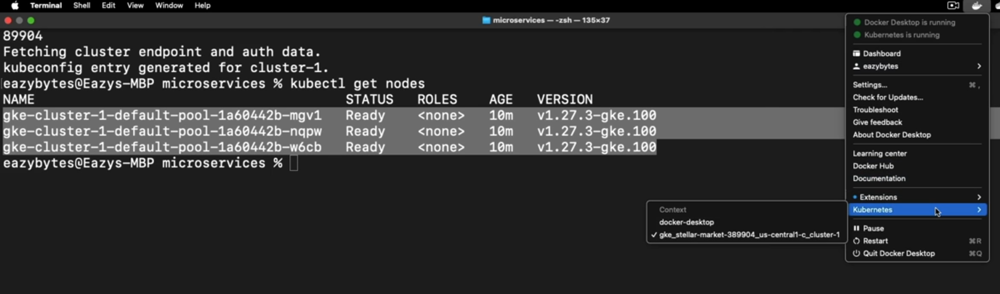 Terminal Shell Edit View Window Help
microservices — -zsh — 135×37
89904
Fetching cluster endpoint and auth data.
kubeconfig entry generated for cluster-1.
eazybytes@Eazys-MBP microservices % kubectl get nodes
NAME STATUS ROLES AGE VERSION
gke-cluster-1-default-pool-1a60442b-mgv1 Ready <none> 10m v1.27.3-gke.100
gke-cluster-1-default-pool-1a60442b-nqpw Ready <none> 10m v1.27.3-gke.100
gke-cluster-1-default-pool-1a60442b-w6cb Ready <none> 10m v1.27.3-gke.100
eazybytes@Eazys-MBP microservices %
Docker Desktop is running
Kubernetes is running
Dashboard
eazybytes
Settings... ⌘ ,
Check for Updates...
Troubleshoot
Give feedback
About Docker Desktop
Learning center
Docker Hub
Documentation
Extensions
Kubernetes
Context
docker-desktop
✓ gke_stellar-market-389904_us-central1-c_cluster-1
Pause
Restart ⌘R
Quit Docker Desktop ⌘Q